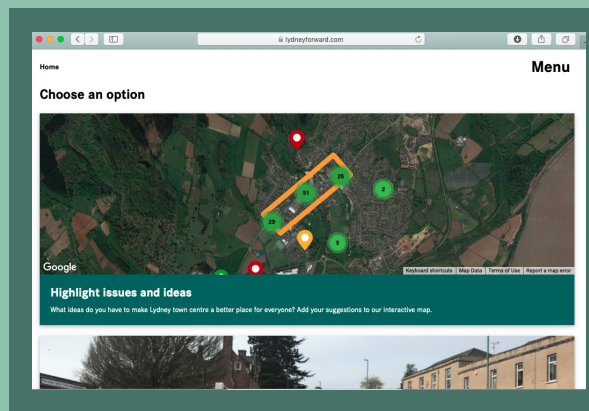 lydneyforward.com
Home
Menu
Choose an option
26
51
2
29
5
Google
Keyboard shortcuts
Map Data
Terms of Use
Report a map error
Highlight issues and ideas
What ideas do you have to make Lydney town centre a better place for everyone? Add your suggestions to our interactive map.